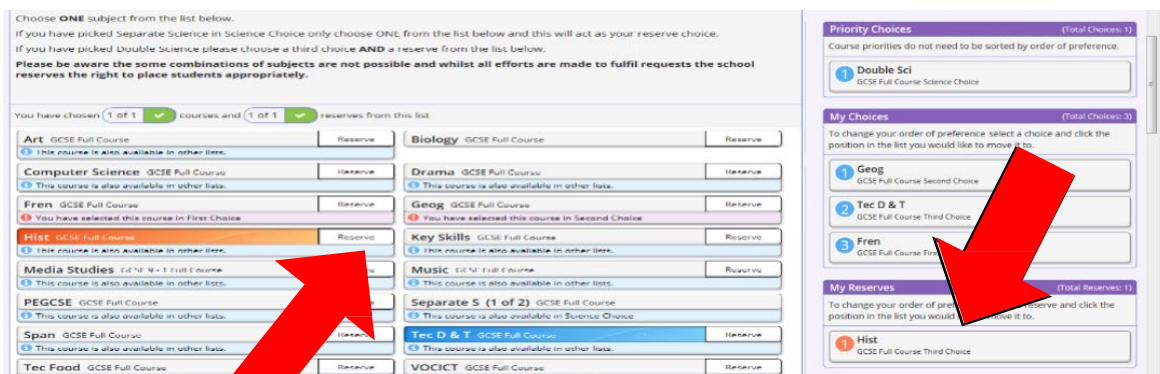 Choose ONE subject from the list below.
If you have picked Separate Science in Science Choice only choose ONE from the list below and this will act as your reserve choice.
If you have picked Double Science please choose a third choice AND a reserve from the list below.
Please be aware the some combinations of subjects are not possible and whilst all efforts are made to fulfil requests the school
reserves the right to place students appropriately.
You have chosen 1 of 1 courses and 1 of 1 reserves from this list
Art GCSE Full Course Reserve
This course is also available in other lists.
Biology GCSE Full Course Reserve
Computer Science GCSE Full Course Reserve
This course is also available in other lists.
Drama GCSE Full Course Reserve
This course is also available in other lists.
Fren GCSE Full Course Reserve
You have selected this course in First Choice
Geog GCSE Full Course Reserve
You have selected this course in Second Choice
Hist GCSE Full Course Reserve
This course is also available in other lists.
Key Skills GCSE Full Course Reserve
This course is also available in other lists.
Media Studies GCSE 9 - 1 Full Course
This course is also available in other lists.
Music GCSE Full Course Reserve
This course is also available in other lists.
PEGCSE GCSE Full Course
This course is also available in other lists.
Separate S (1 of 2) GCSE Full Course
This course is also available in Science Choice
Span GCSE Full Course
This course is also available in other lists.
Tec D & T GCSE Full Course Reserve
This course is also available in other lists.
Tec Food GCSE Full Course Reserve
VOCICT GCSE Full Course Reserve
Priority Choices (Total Choices: 1)
Course priorities do not need to be sorted by order of preference.
1 Double Sci
GCSE Full Course Science Choice
My Choices (Total Choices: 3)
To change your order of preference select a choice and click the
position in the list you would like to move it to.
1 Geog
GCSE Full Course Second Choice
2 Tec D & T
GCSE Full Course Third Choice
3 Fren
GCSE Full Course
My Reserves (Total Reserves: 1)
To change your order of reserve and click the
position in the list you would move it to.
1 Hist
GCSE Full Course Third Choice